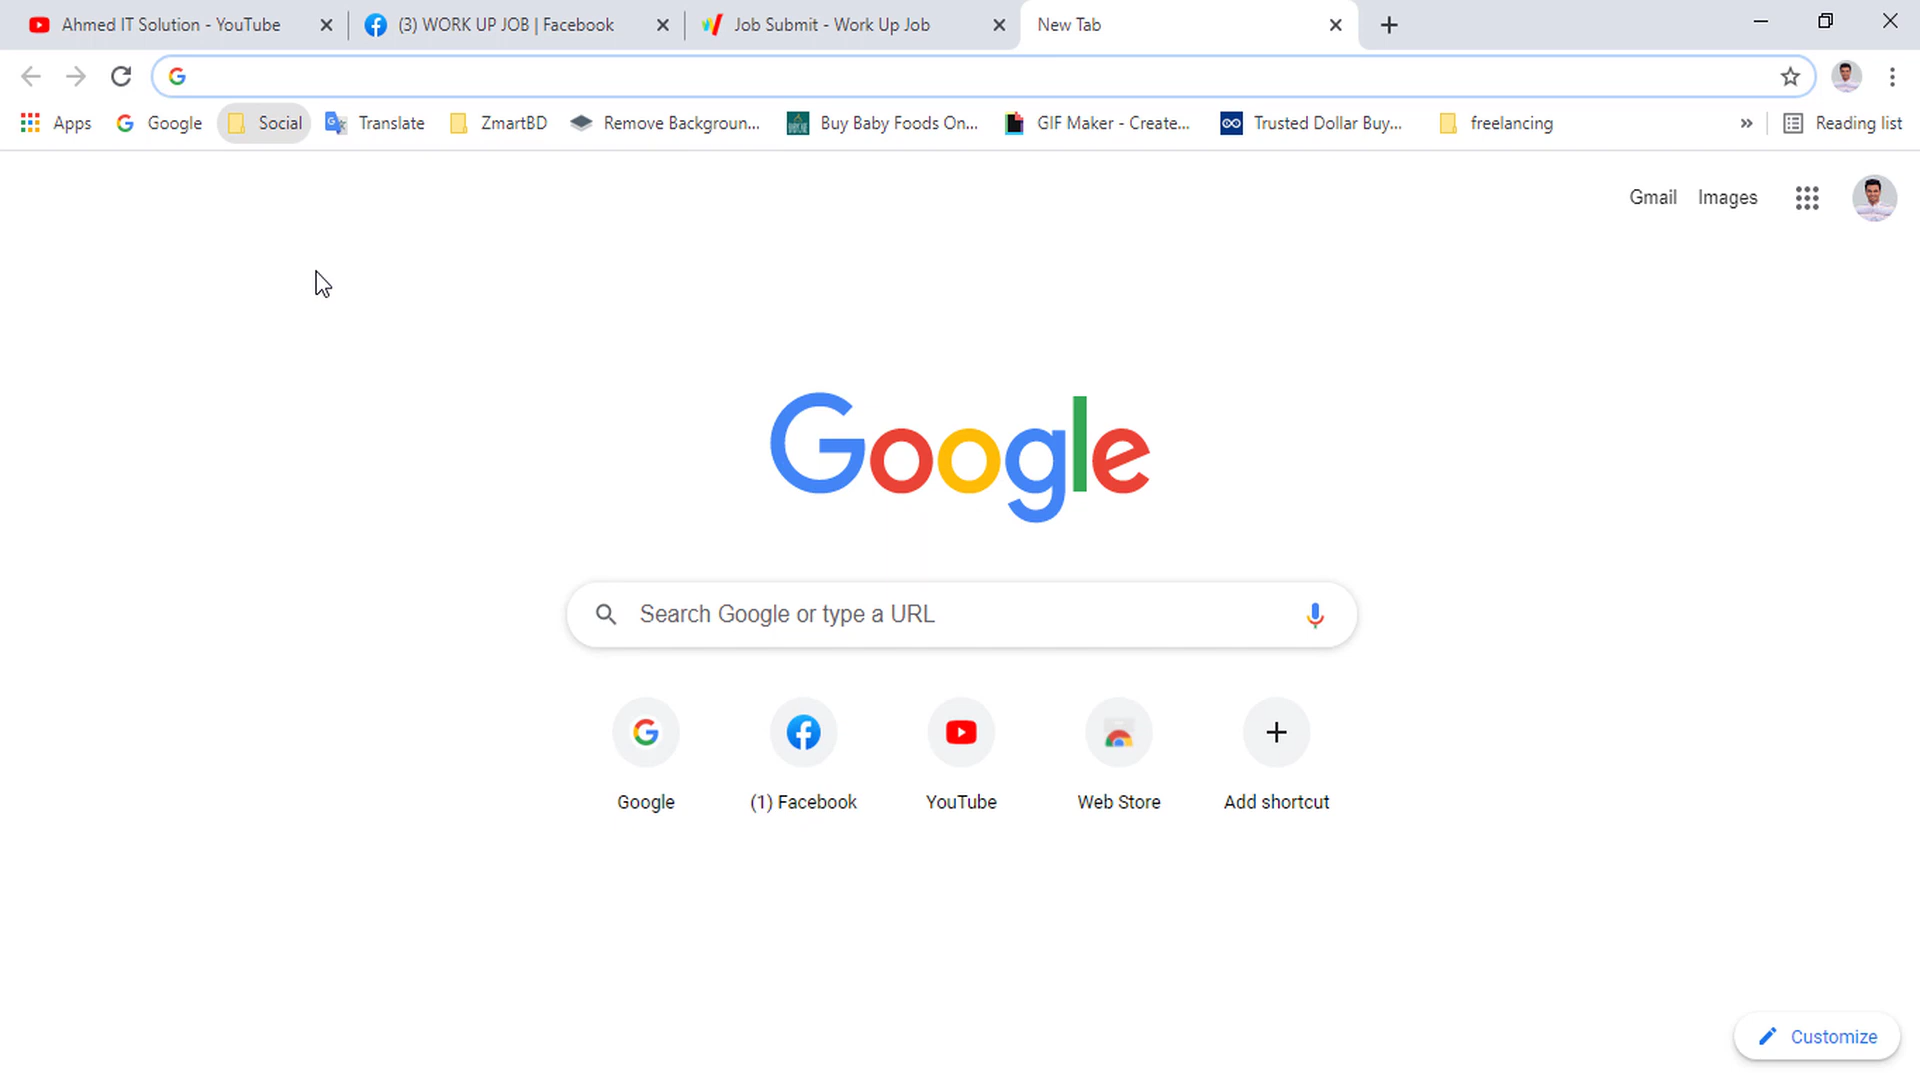 Ahmed IT Solution - YouTube
(3) WORK UP JOB | Facebook
Job Submit - Work Up Job
New Tab
Apps
Google
Social
Translate
ZmartBD
Remove Backgroun...
Buy Baby Foods On...
GIF Maker - Create...
Trusted Dollar Buy...
freelancing
»
Reading list
Gmail
Images
Google
Search Google or type a URL
Google
(1) Facebook
YouTube
Web Store
Add shortcut
Customize